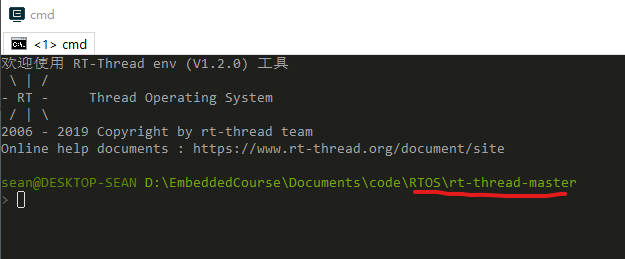 cmd
<1> cmd
欢迎使用 RT-Thread env (V1.2.0) 工具
 \ | /
- RT -     Thread Operating System
 / | \
2006 - 2019 Copyright by rt-thread team
Online help documents : https://www.rt-thread.org/document/site
sean@DESKTOP-SEAN D:\EmbeddedCourse\Documents\code\RTOS\rt-thread-master
>